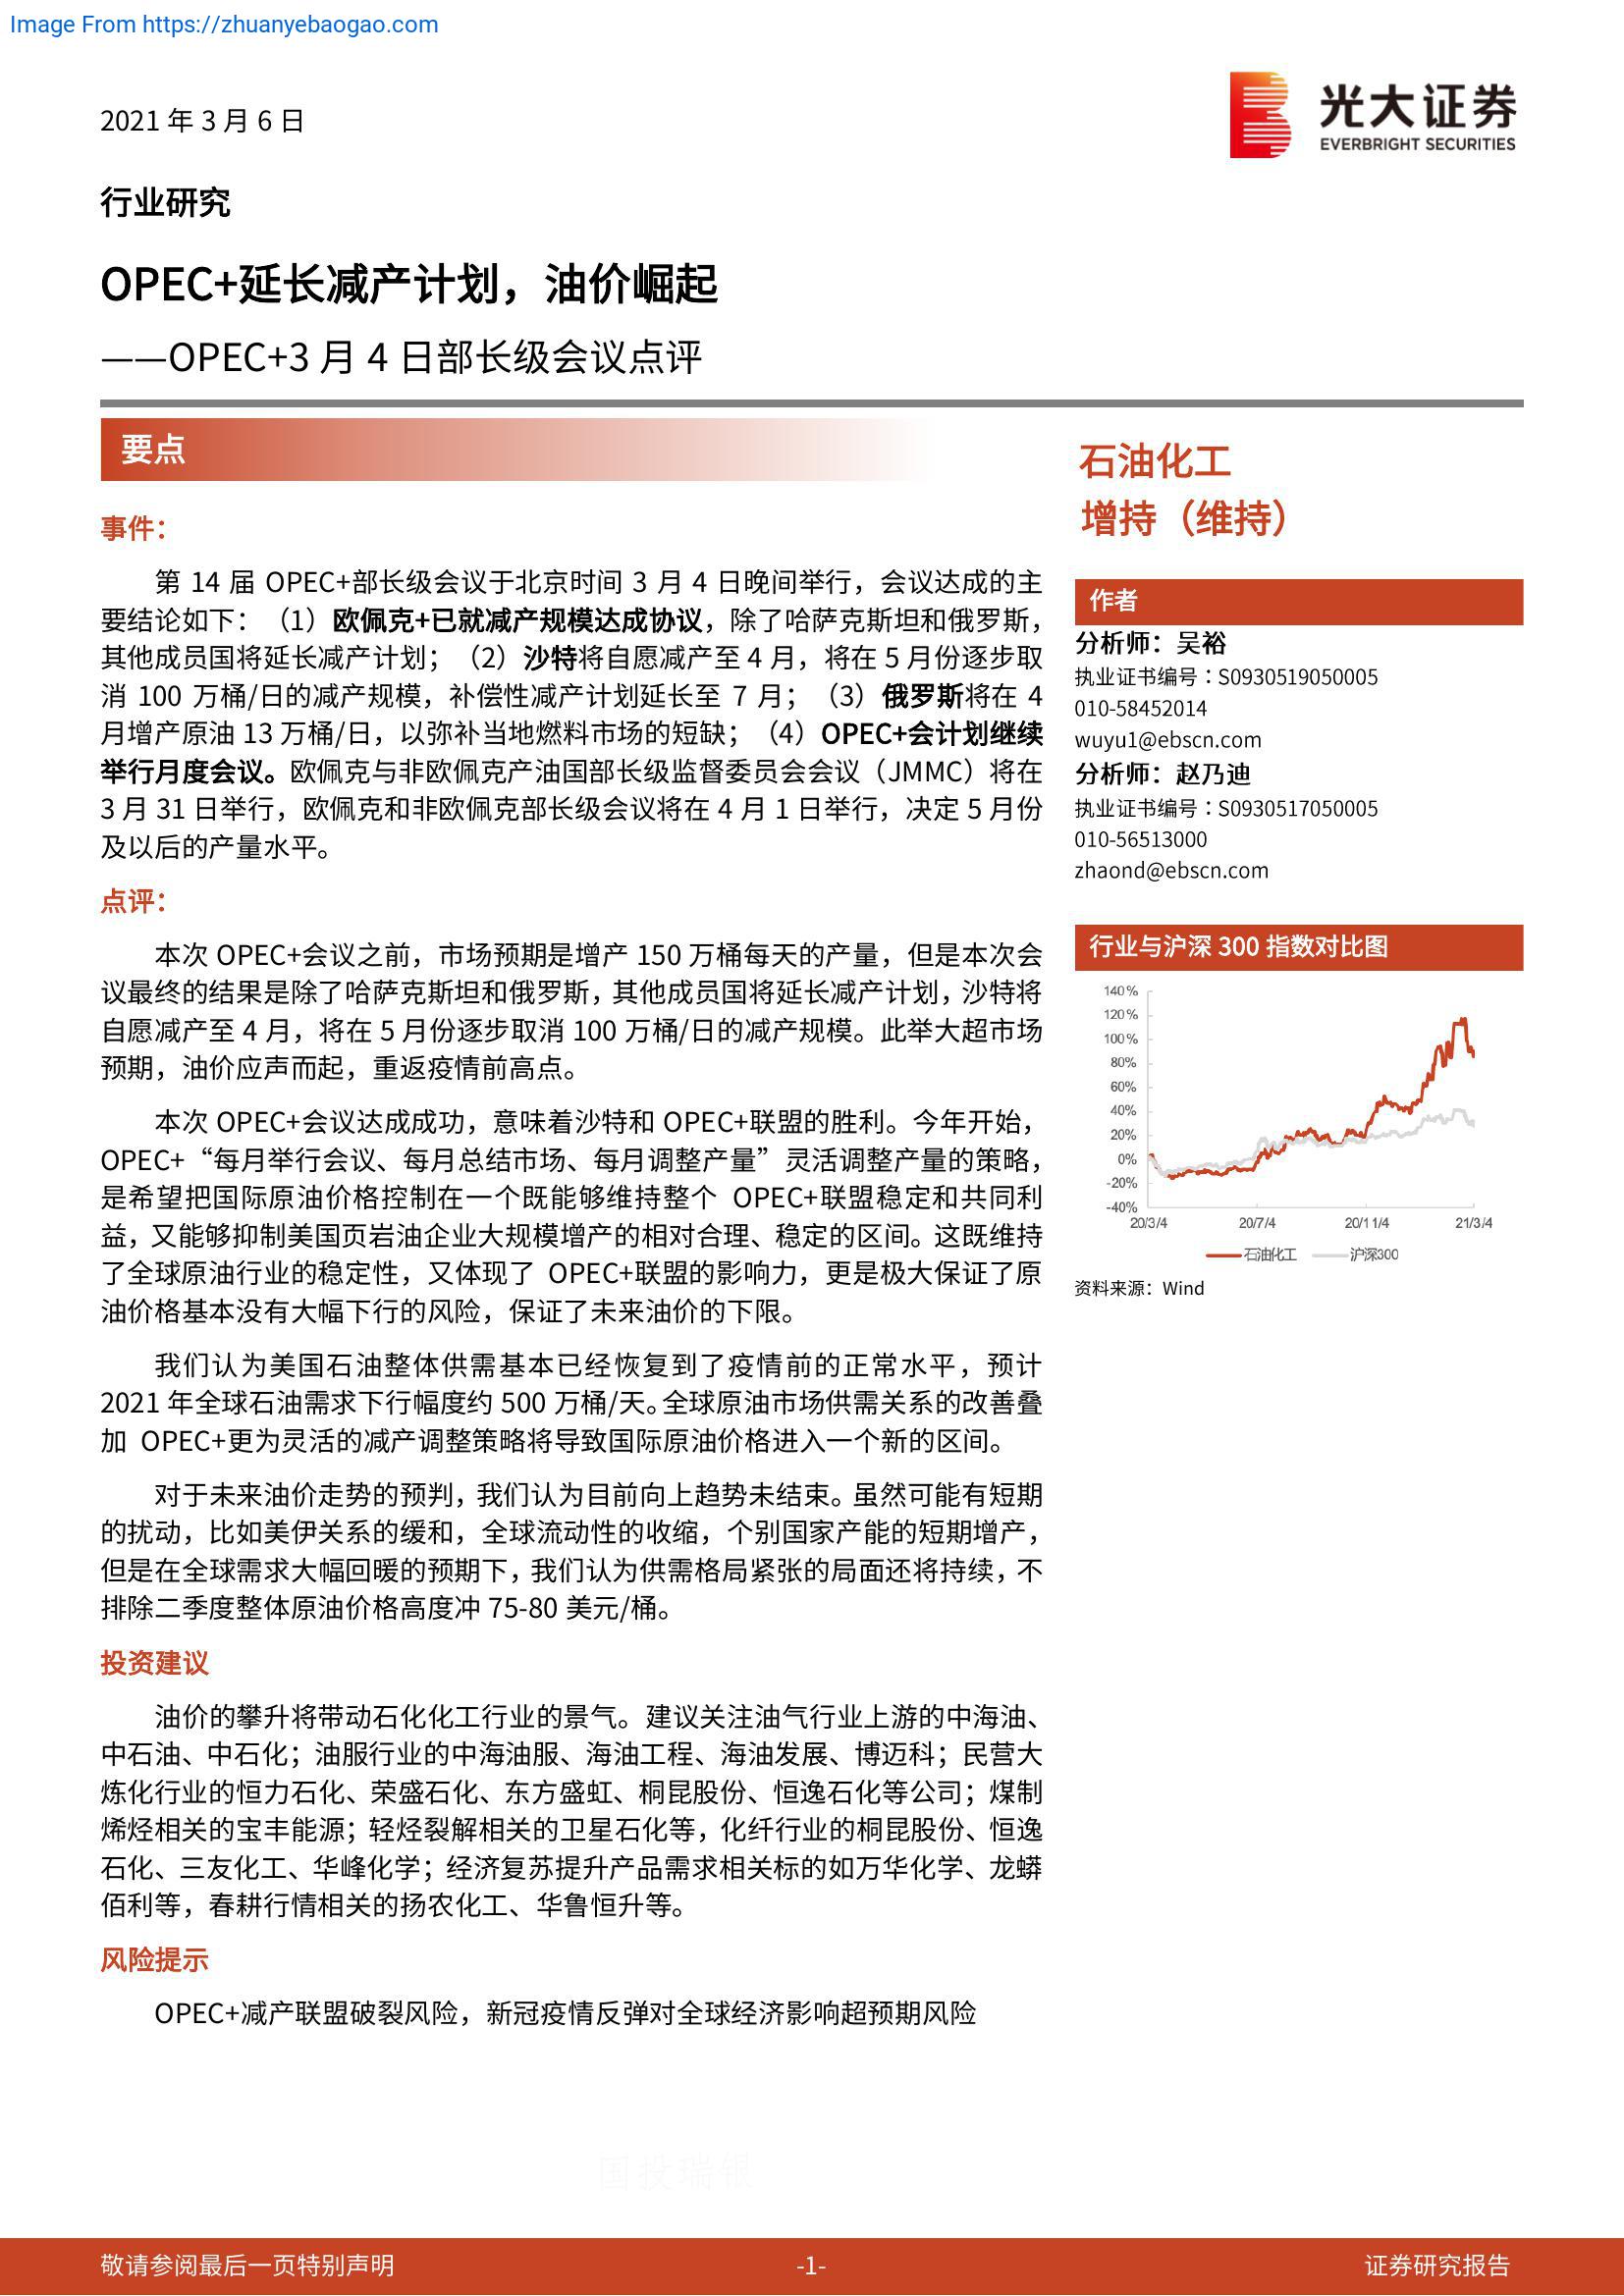 Image From https://zhuanyebaogao.com
2021 年 3 月 6 日
光大证券
EVERBRIGHT SECURITIES
行业研究
OPEC+延长减产计划，油价崛起
——OPEC+3 月 4 日部长级会议点评
要点
事件：
第 14 届 OPEC+部长级会议于北京时间 3 月 4 日晚间举行，会议达成的主
要结论如下：（1）欧佩克+已就减产规模达成协议，除了哈萨克斯坦和俄罗斯，
其他成员国将延长减产计划；（2）沙特将自愿减产至 4 月，将在 5 月份逐步取
消 100 万桶/日的减产规模，补偿性减产计划延长至 7 月；（3）俄罗斯将在 4
月增产原油 13 万桶/日，以弥补当地燃料市场的短缺；（4）OPEC+会计划继续
举行月度会议。欧佩克与非欧佩克产油国部长级监督委员会会议（JMMC）将在
3 月 31 日举行，欧佩克和非欧佩克部长级会议将在 4 月 1 日举行，决定 5 月份
及以后的产量水平。
点评：
本次 OPEC+会议之前，市场预期是增产 150 万桶每天的产量，但是本次会
议最终的结果是除了哈萨克斯坦和俄罗斯，其他成员国将延长减产计划，沙特将
自愿减产至 4 月，将在 5 月份逐步取消 100 万桶/日的减产规模。此举大超市场
预期，油价应声而起，重返疫情前高点。
本次 OPEC+会议达成成功，意味着沙特和 OPEC+联盟的胜利。今年开始，
OPEC+“每月举行会议、每月总结市场、每月调整产量”灵活调整产量的策略，
是希望把国际原油价格控制在一个既能够维持整个 OPEC+联盟稳定和共同利
益，又能够抑制美国页岩油企业大规模增产的相对合理、稳定的区间。这既维持
了全球原油行业的稳定性，又体现了 OPEC+联盟的影响力，更是极大保证了原
油价格基本没有大幅下行的风险，保证了未来油价的下限。
我们认为美国石油整体供需基本已经恢复到了疫情前的正常水平，预计
2021 年全球石油需求下行幅度约 500 万桶/天。全球原油市场供需关系的改善叠
加 OPEC+更为灵活的减产调整策略将导致国际原油价格进入一个新的区间。
对于未来油价走势的预判，我们认为目前向上趋势未结束。虽然可能有短期
的扰动，比如美伊关系的缓和，全球流动性的收缩，个别国家产能的短期增产，
但是在全球需求大幅回暖的预期下，我们认为供需格局紧张的局面还将持续，不
排除二季度整体原油价格高度冲 75-80 美元/桶。
投资建议
油价的攀升将带动石化化工行业的景气。建议关注油气行业上游的中海油、
中石油、中石化；油服行业的中海油服、海油工程、海油发展、博迈科；民营大
炼化行业的恒力石化、荣盛石化、东方盛虹、桐昆股份、恒逸石化等公司；煤制
烯烃相关的宝丰能源；轻烃裂解相关的卫星石化等，化纤行业的桐昆股份、恒逸
石化、三友化工、华峰化学；经济复苏提升产品需求相关标的如万华化学、龙蟒
佰利等，春耕行情相关的扬农化工、华鲁恒升等。
风险提示
OPEC+减产联盟破裂风险，新冠疫情反弹对全球经济影响超预期风险
石油化工
增持（维持）
作者
分析师：吴裕
执业证书编号：S0930519050005
010-58452014
wuyu1@ebscn.com
分析师：赵乃迪
执业证书编号：S0930517050005
010-56513000
zhaond@ebscn.com
行业与沪深 300 指数对比图
140%
120%
100%
80%
60%
40%
20%
0%
-20%
-40%
20/3/4 20/7/4 20/11/4 21/3/4
石油化工 沪深300
资料来源：Wind
国投瑞银
敬请参阅最后一页特别声明 -1- 证券研究报告